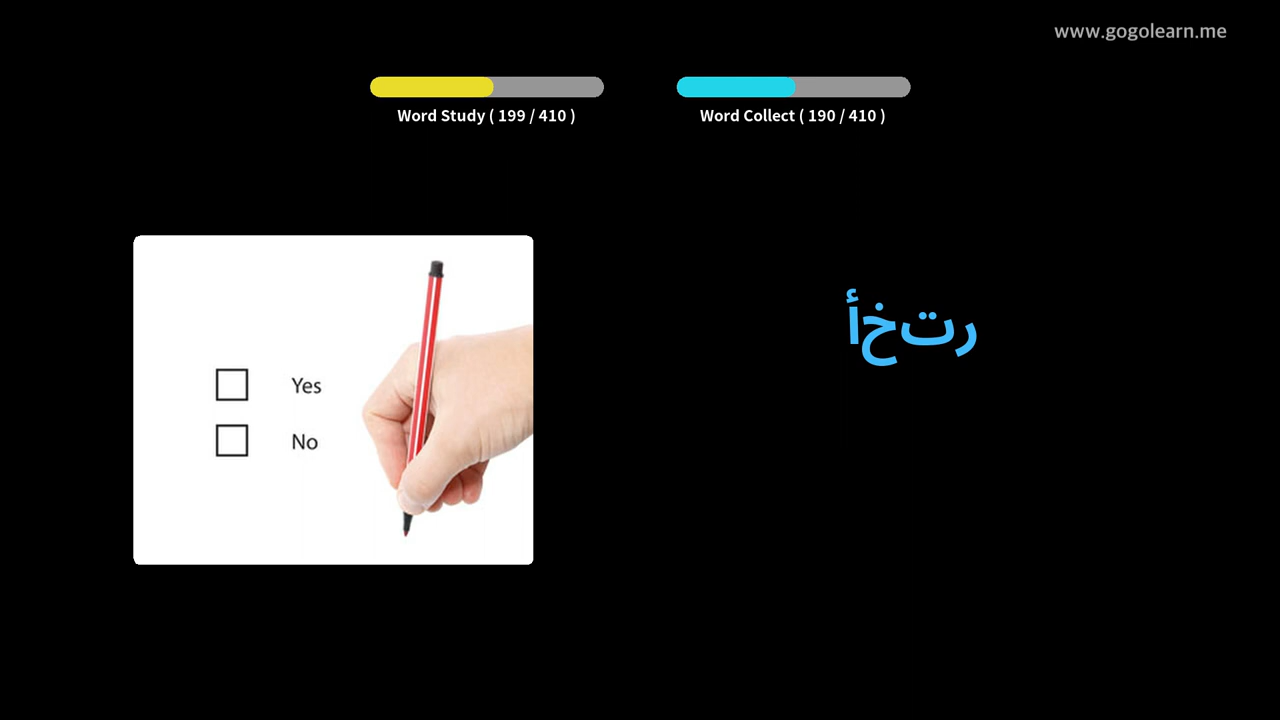 www.gogolearn.me
Word Study ( 199 / 410 )
Word Collect ( 190 / 410 )
رتخأ
Yes
No